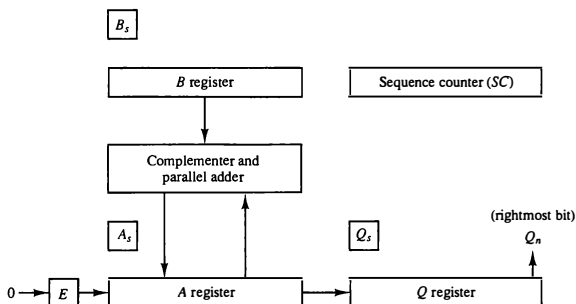 B_s
B register
Sequence counter (SC)
Complementer and
parallel adder
A_s
Q_s
(rightmost bit)
Q_n
0
E
A register
Q register